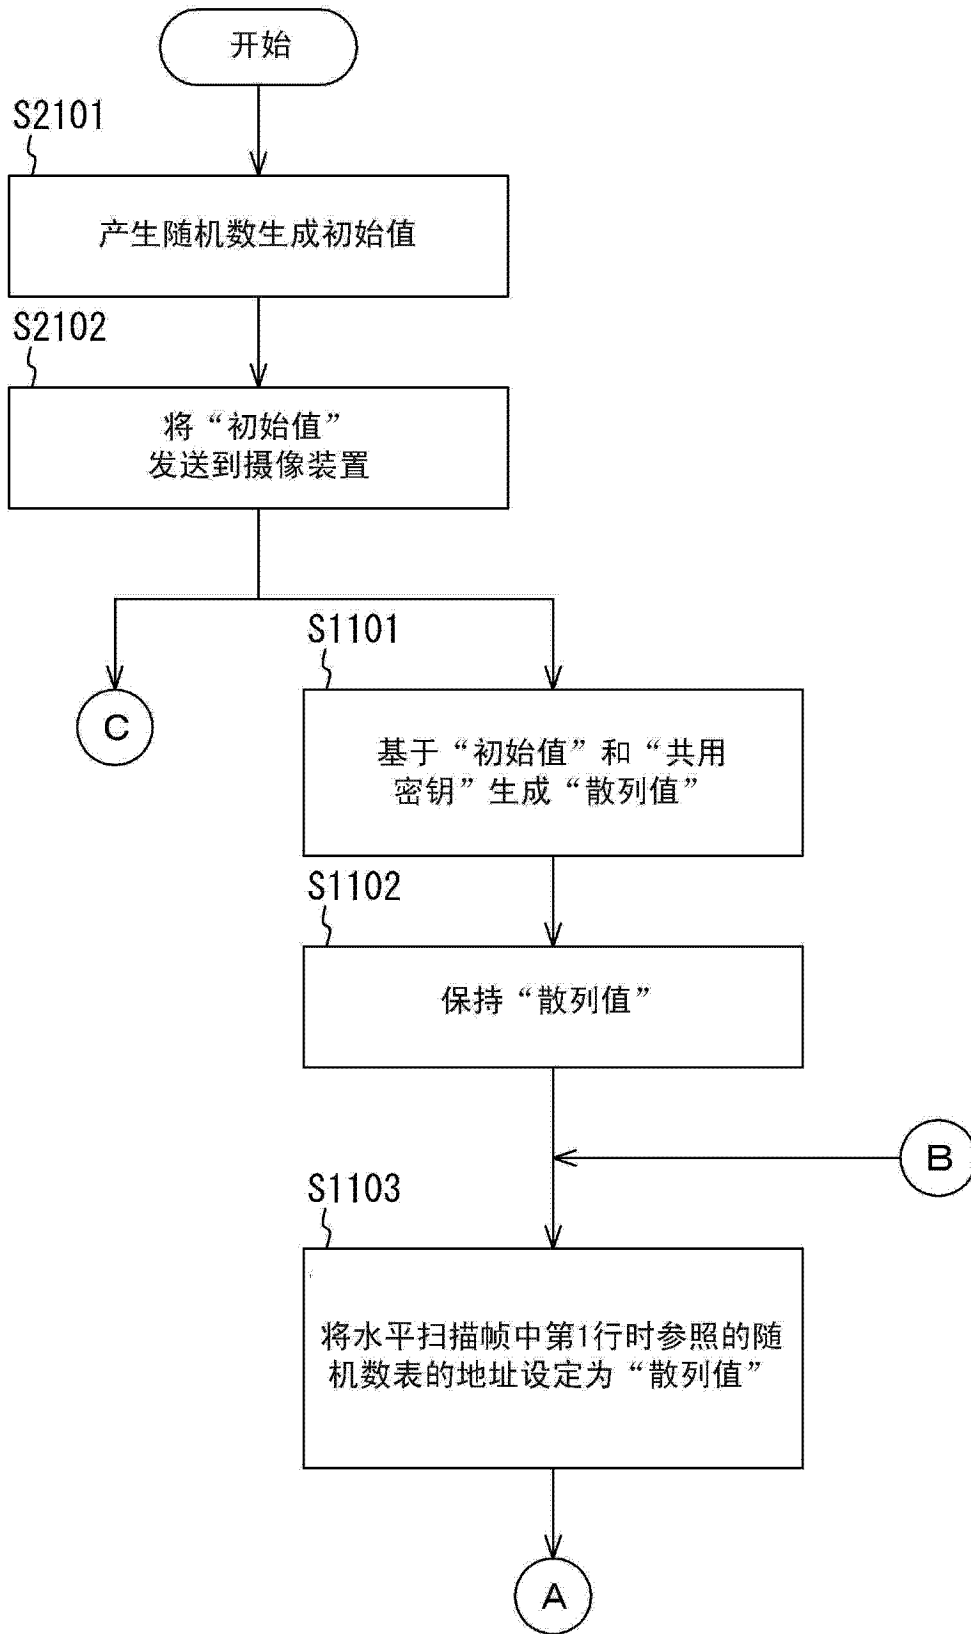 开始
S2101
产生随机数生成初始值
S2102
将“初始值”
发送到摄像装置
S1101
C
基于“初始值”和“共用
密钥”生成“散列值”
S1102
保持“散列值”
B
S1103
将水平扫描帧中第1行时参照的随
机数表的地址设定为“散列值”
A